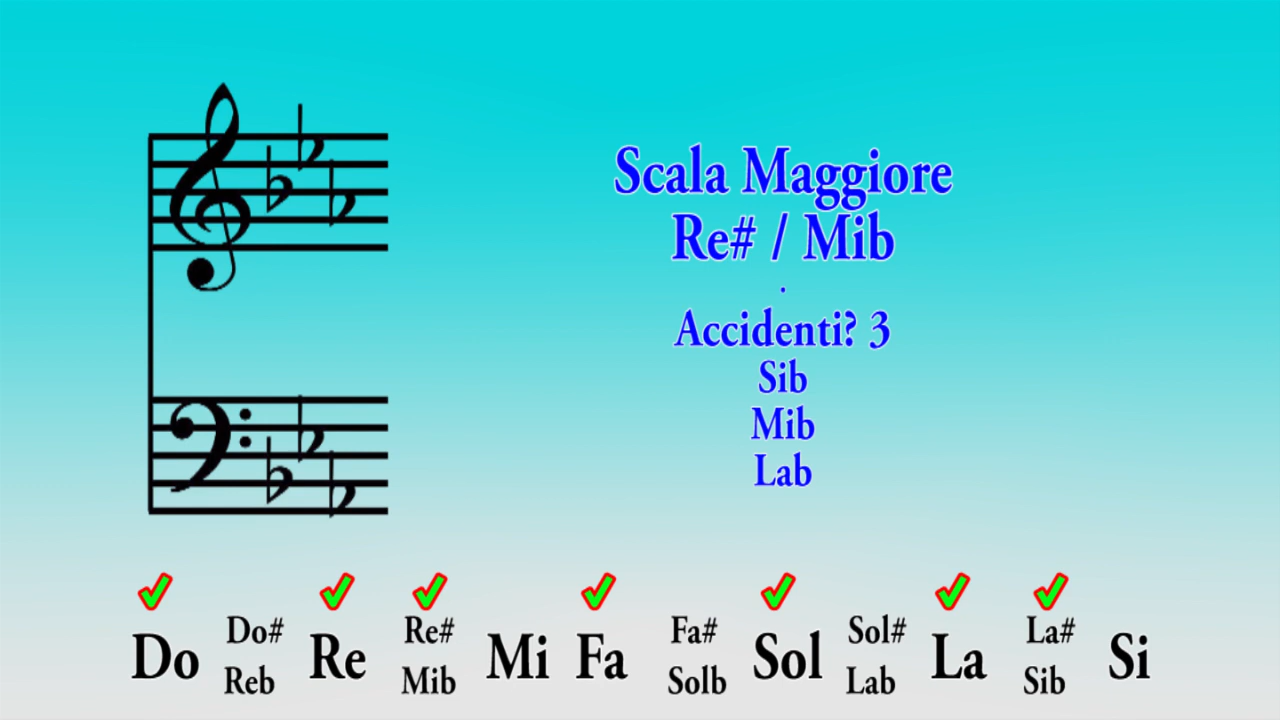 Scala Maggiore
Re# / Mib
.
Accidenti? 3
Sib
Mib
Lab
Do# Re# Fa# Sol# La#
Do Re Mi Fa Sol La Si
Reb Mib Solb Lab Sib